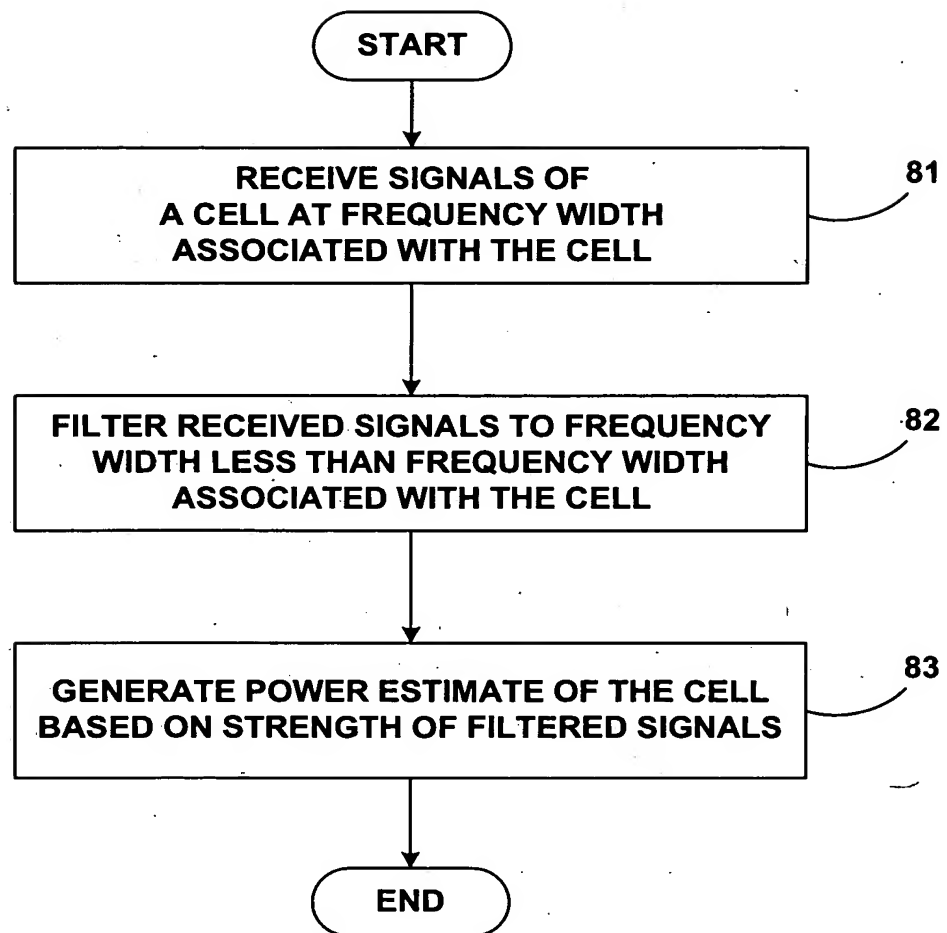 START
RECEIVE SIGNALS OF
A CELL AT FREQUENCY WIDTH
ASSOCIATED WITH THE CELL
81
FILTER RECEIVED SIGNALS TO FREQUENCY
WIDTH LESS THAN FREQUENCY WIDTH
ASSOCIATED WITH THE CELL
82
GENERATE POWER ESTIMATE OF THE CELL
BASED ON STRENGTH OF FILTERED SIGNALS
83
END